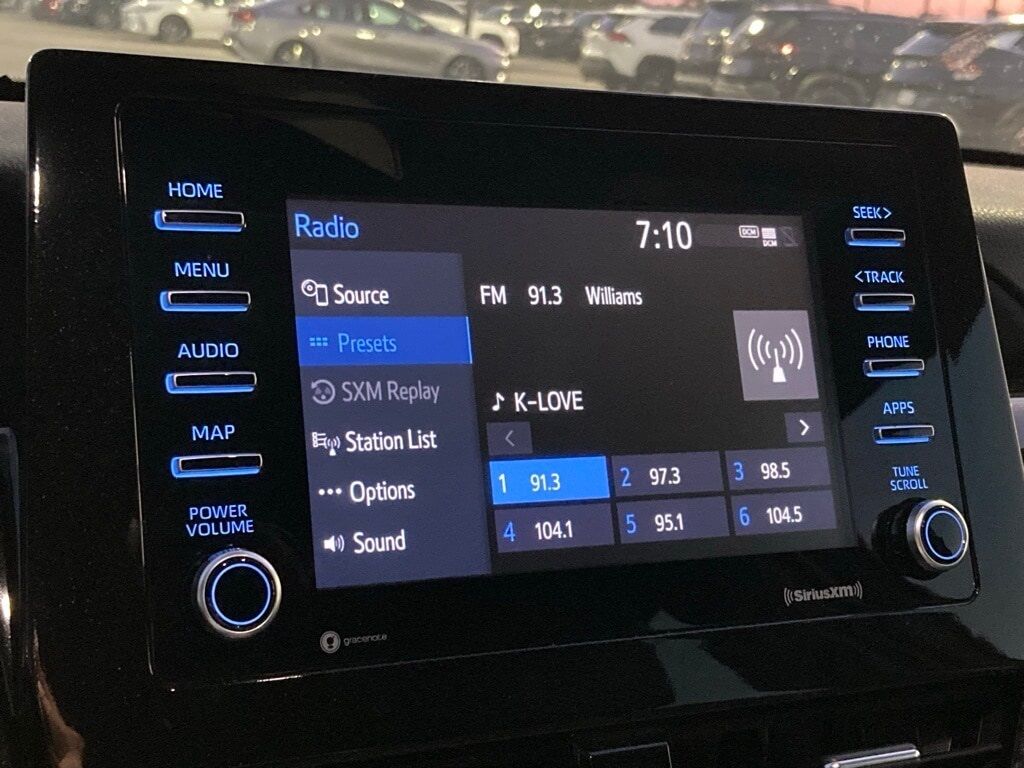 HOME
MENU
AUDIO
MAP
POWER
VOLUME
Radio
7:10
DCM
DCM
Source
Presets
SXM Replay
Station List
Options
Sound
FM 91.3 Williams
♪ K-LOVE
< >
1 91.3 2 97.3 3 98.5
4 104.1 5 95.1 6 104.5
SEEK>
<TRACK
PHONE
APPS
TUNE
SCROLL
gracenote
((SiriusXM))